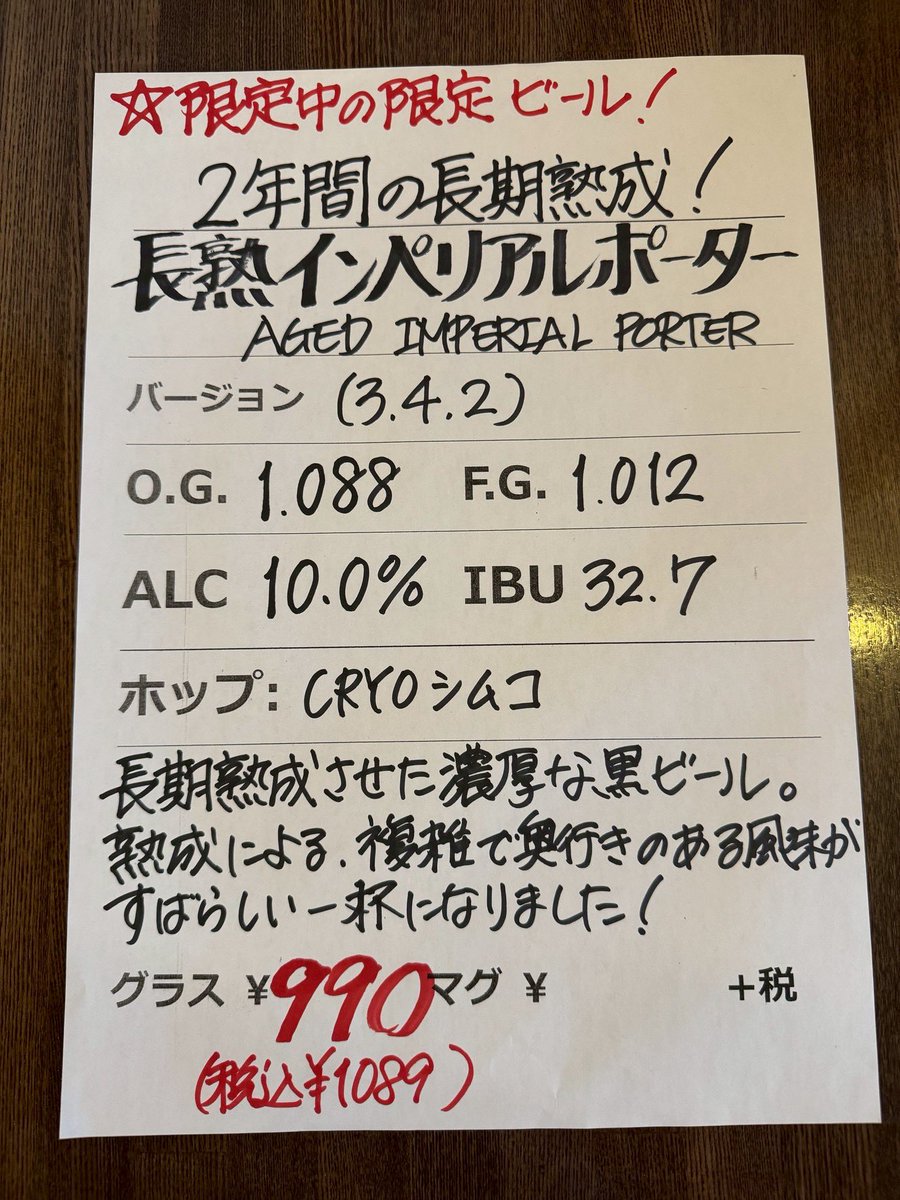 ☆限定中の限定ビール!
2年間の長期熟成!
長熟インペリアルポーター
AGED IMPERIAL PORTER
バージョン (3.4.2)
O.G. 1.088 F.G. 1.012
ALC 10.0% IBU 32.7
ホップ: CRYOシムコ
長期熟成させた濃厚な黒ビール。
熟成による、複雑で奥行きのある風味が
すばらしい一杯になりました!
グラス ¥990 マグ ¥ +税
(税込¥1089)